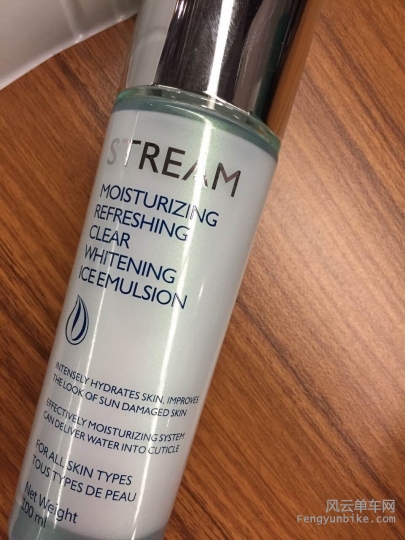 STREAM
MOISTURIZING
REFRESHING
CLEAR
WHITENING
ICE EMULSION
INTENSELY HYDRATES SKIN, IMPROVES
THE LOOK OF SUN DAMAGED SKIN
EFFECTIVELY MOISTURIZING SYSTEM
CAN DELIVER WATER INTO CUTICLE
FOR ALL SKIN TYPES
TOUS TYPES DE PEAU
Net Weight
100 ml
风云单车网
Fengyunbike.com